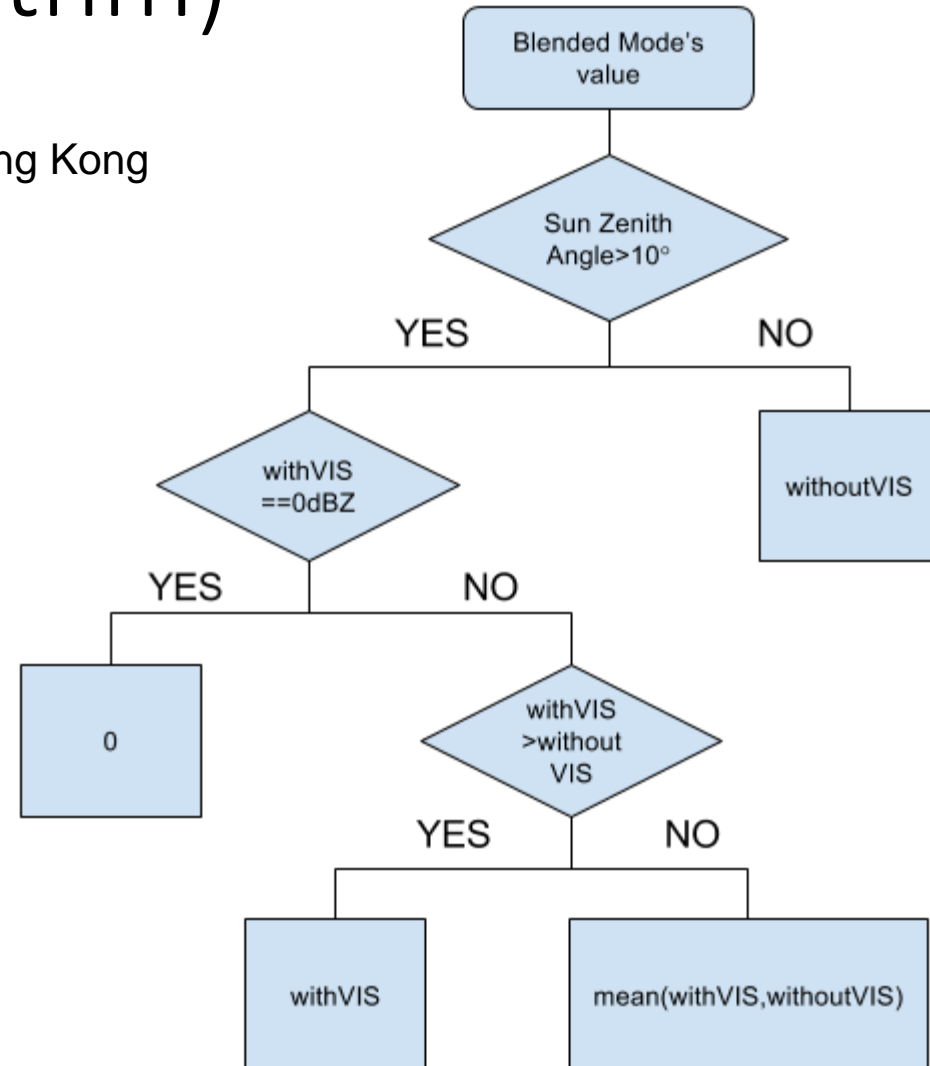 Blended Mode's
value
ng Kong
Sun Zenith
Angle>10°
YES
NO
withVIS
==0dBZ
withoutVIS
YES
NO
withVIS
>without
VIS
0
YES
NO
withVIS
mean(withVIS,withoutVIS)